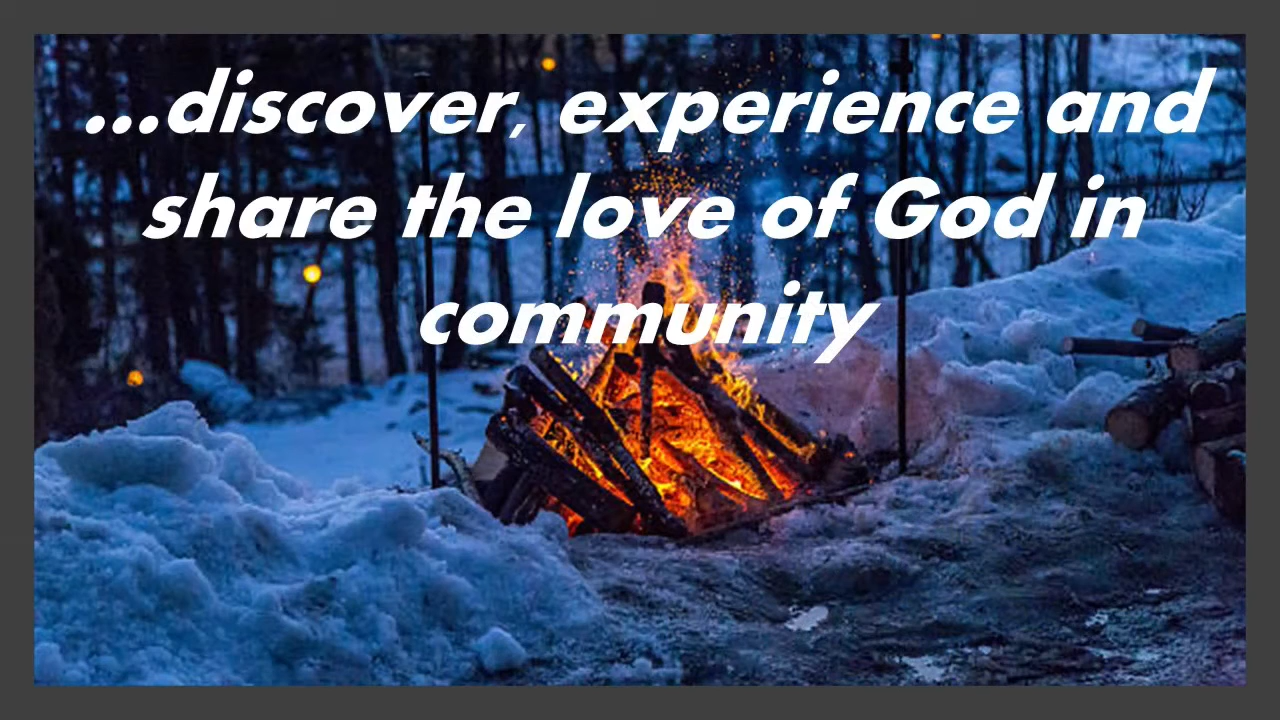 ...discover, experience and
share the love of God in
community